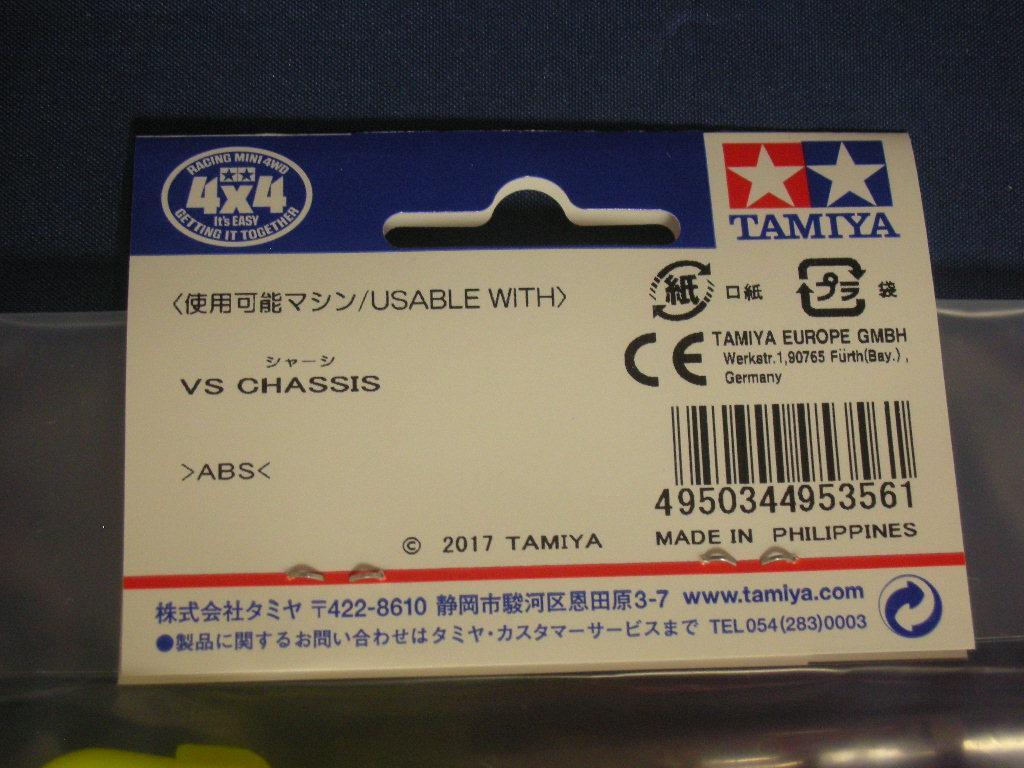 RACING MINI 4WD
4x4
It's EASY
GETTING IT TOGETHER
TAMIYA
〈使用可能マシン/USABLE WITH〉
紙 口紙
プラ 袋
シャーシ
VS CHASSIS
>ABS<
CE
TAMIYA EUROPE GMBH
Werkstr.1,90765 Fürth(Bay.),
Germany
4950344953561
MADE IN PHILIPPINES
© 2017 TAMIYA
株式会社タミヤ 〒422-8610 静岡市駿河区恩田原3-7 www.tamiya.com
●製品に関するお問い合わせはタミヤ・カスタマーサービスまで TEL054(283)0003